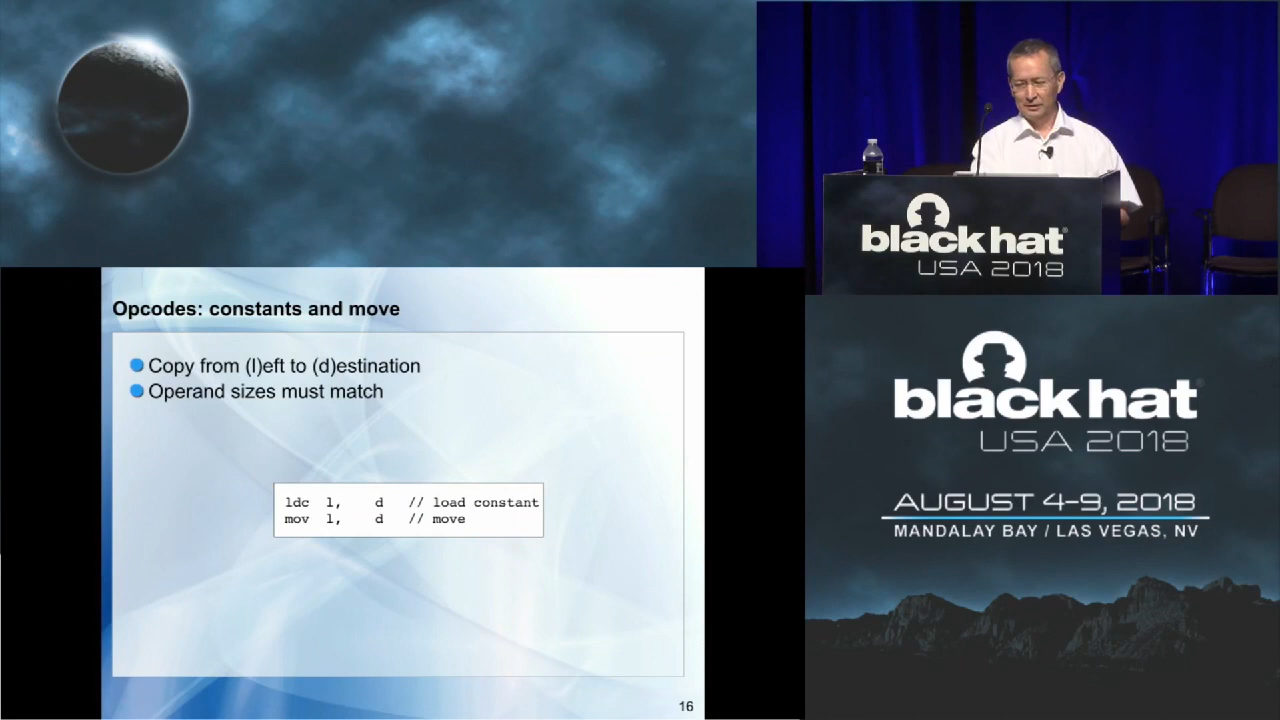 black hat
USA 2018
Opcodes: constants and move
Copy from (l)eft to (d)estination
Operand sizes must match
ldc l, d // load constant
mov l, d // move
16
black hat
USA 2018
AUGUST 4-9, 2018
MANDALAY BAY / LAS VEGAS, NV